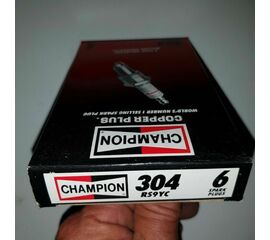 COPPER PLUS.
WORLD'S NUMBER 1 SELLING SPARK PLUG
CHAMPION
CHAMPION
304
RS9YC
6
SPARK
PLUGS